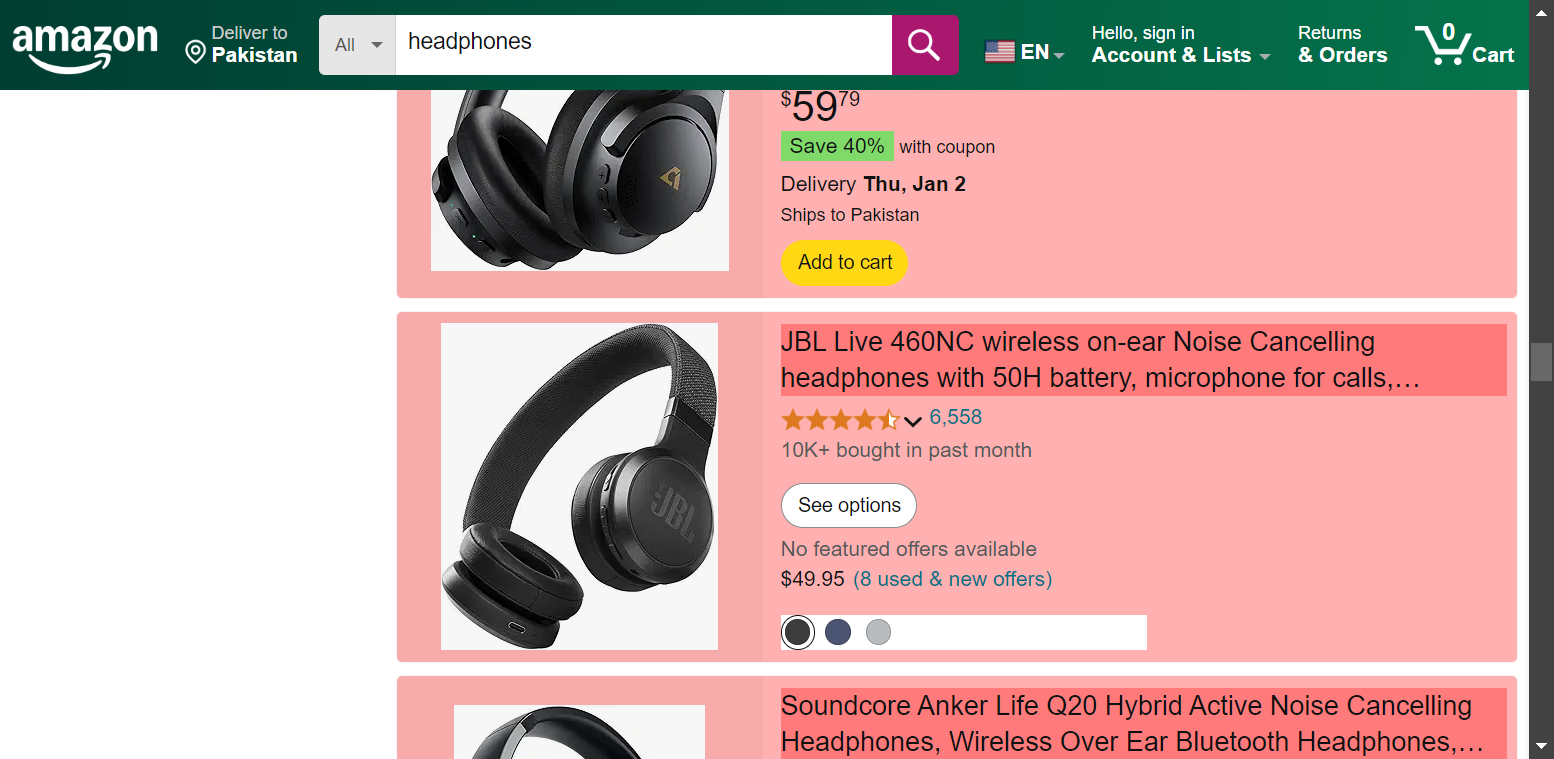 amazon
Deliver to
Pakistan
All
headphones
EN
Hello, sign in
Account & Lists
Returns
& Orders
0
Cart
$59 79
Save 40% with coupon
Delivery Thu, Jan 2
Ships to Pakistan
Add to cart
JBL
JBL Live 460NC wireless on-ear Noise Cancelling
headphones with 50H battery, microphone for calls,…
6,558
10K+ bought in past month
See options
No featured offers available
$49.95 (8 used & new offers)
Soundcore Anker Life Q20 Hybrid Active Noise Cancelling
Headphones, Wireless Over Ear Bluetooth Headphones,…